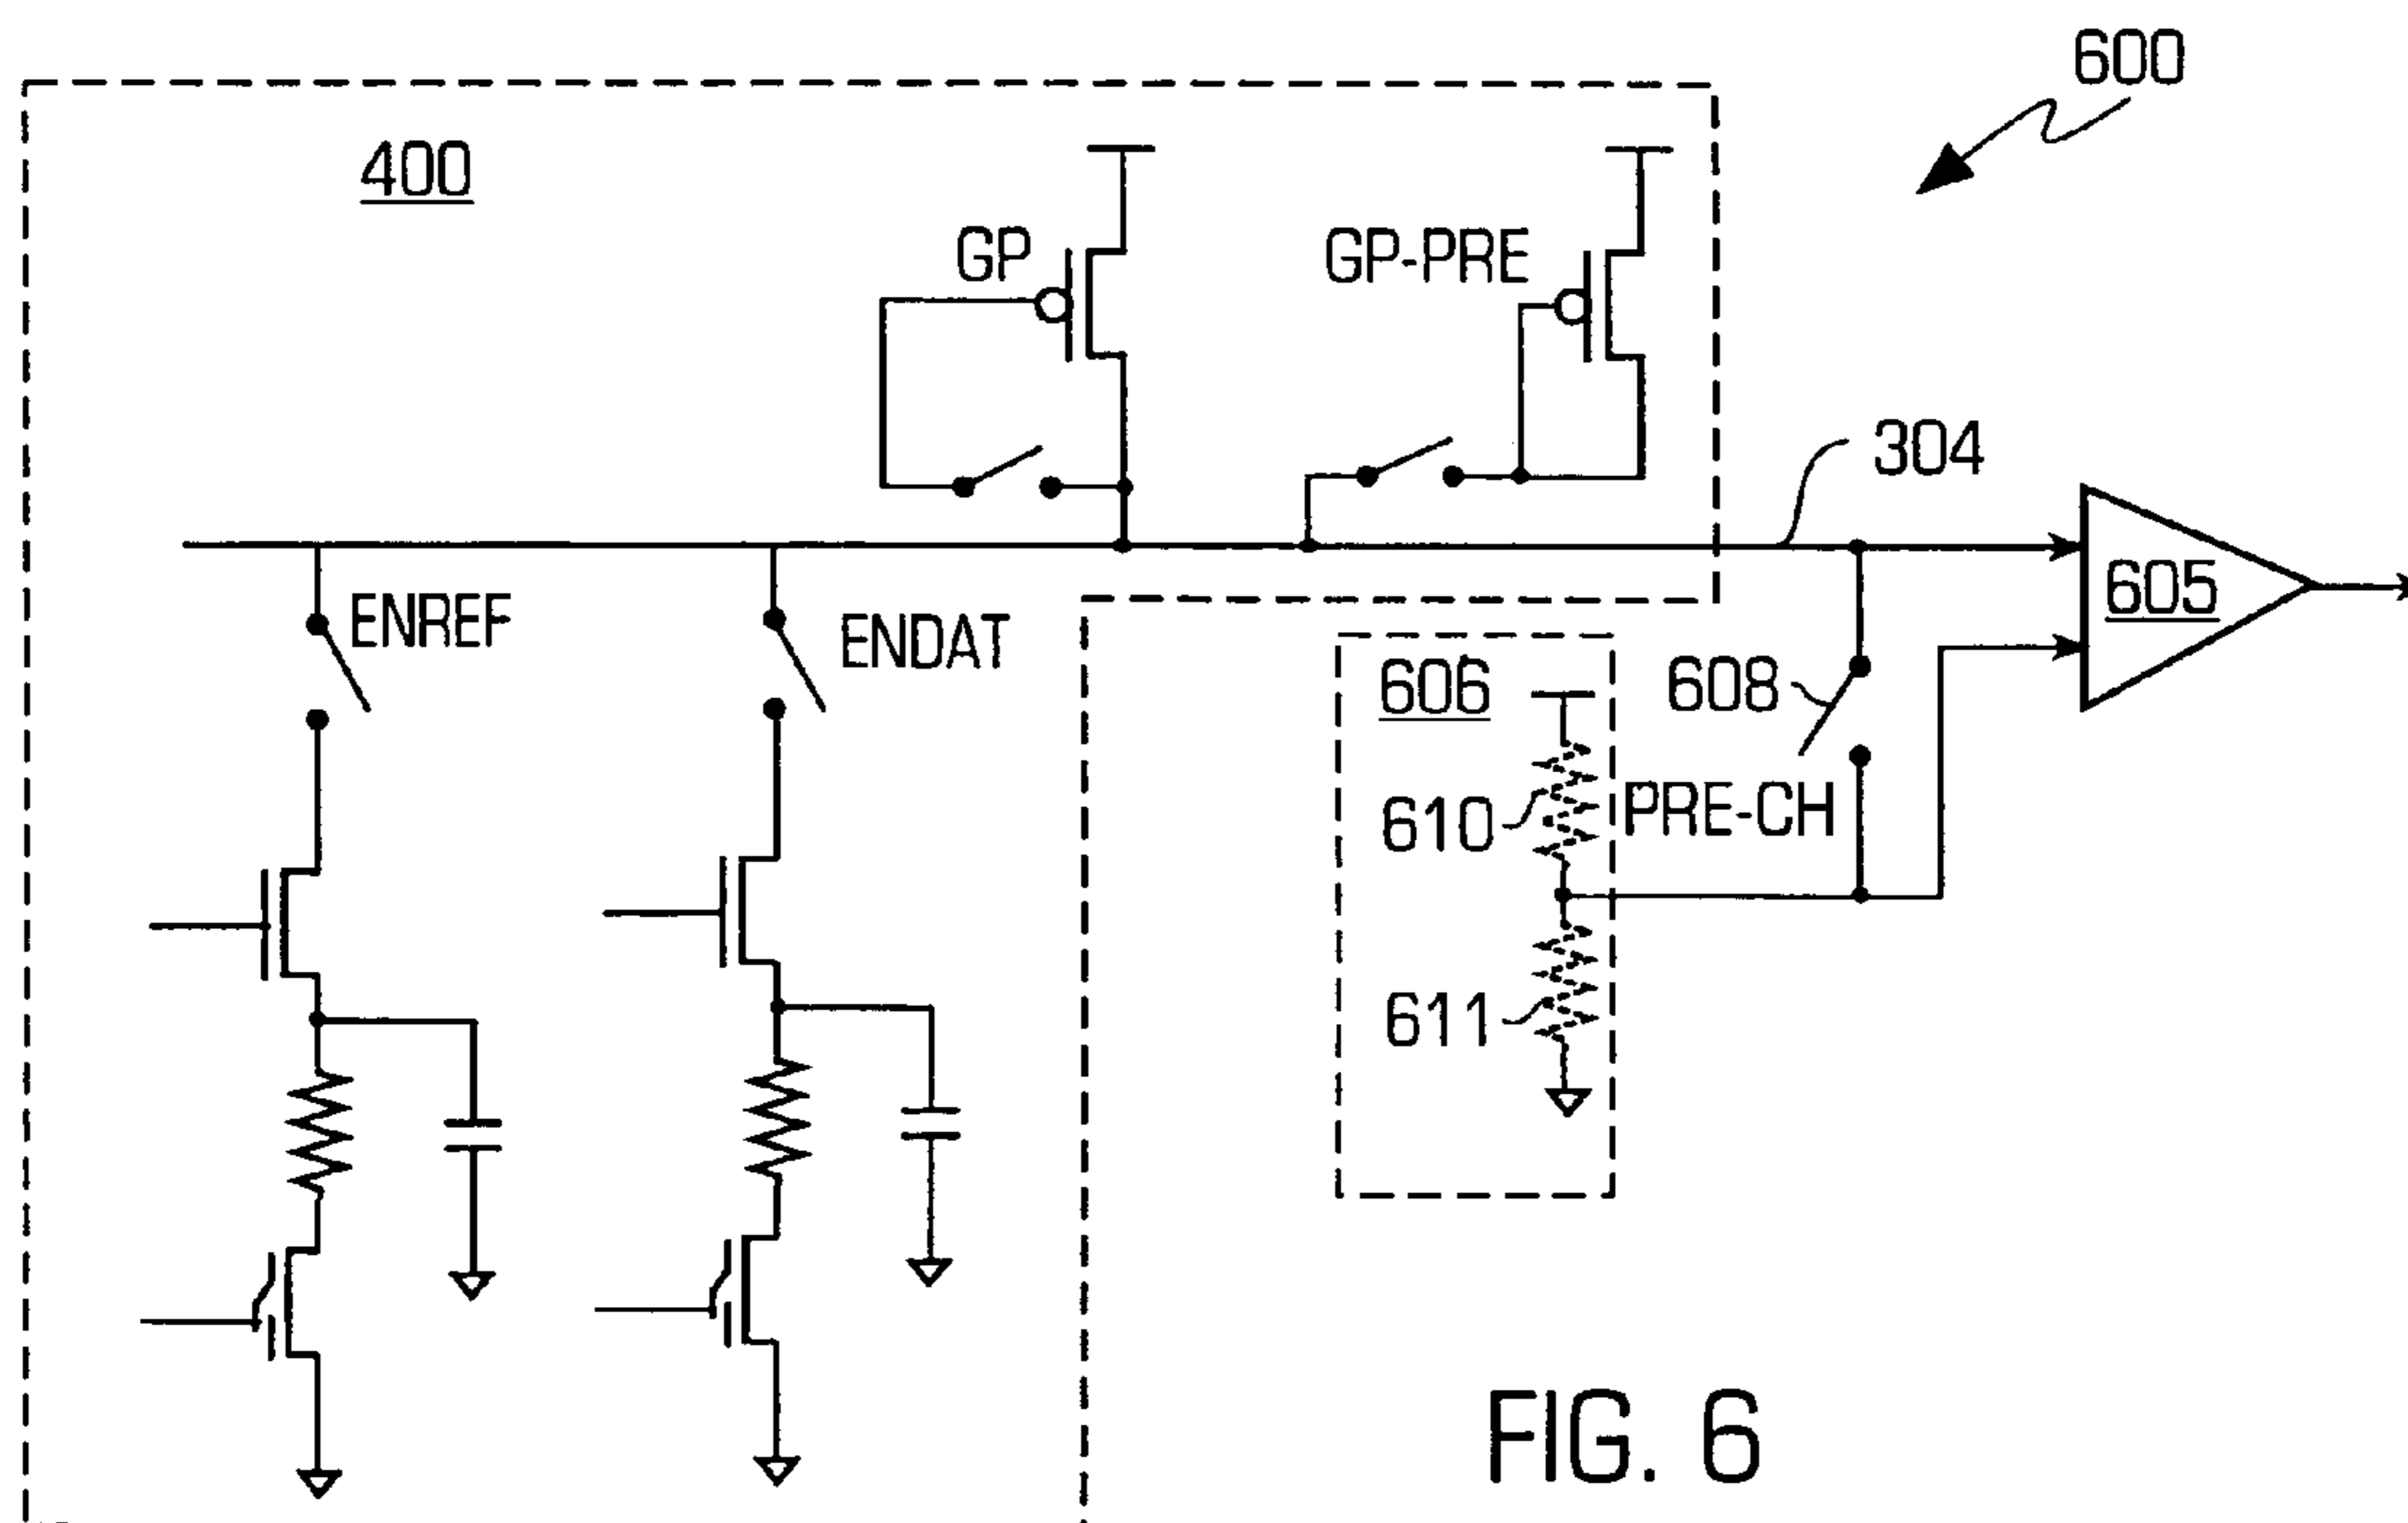 600
400
GP
GP-PRE
304
ENREF
ENDAT
605
606
608
610
PRE-CH
611
FIG. 6